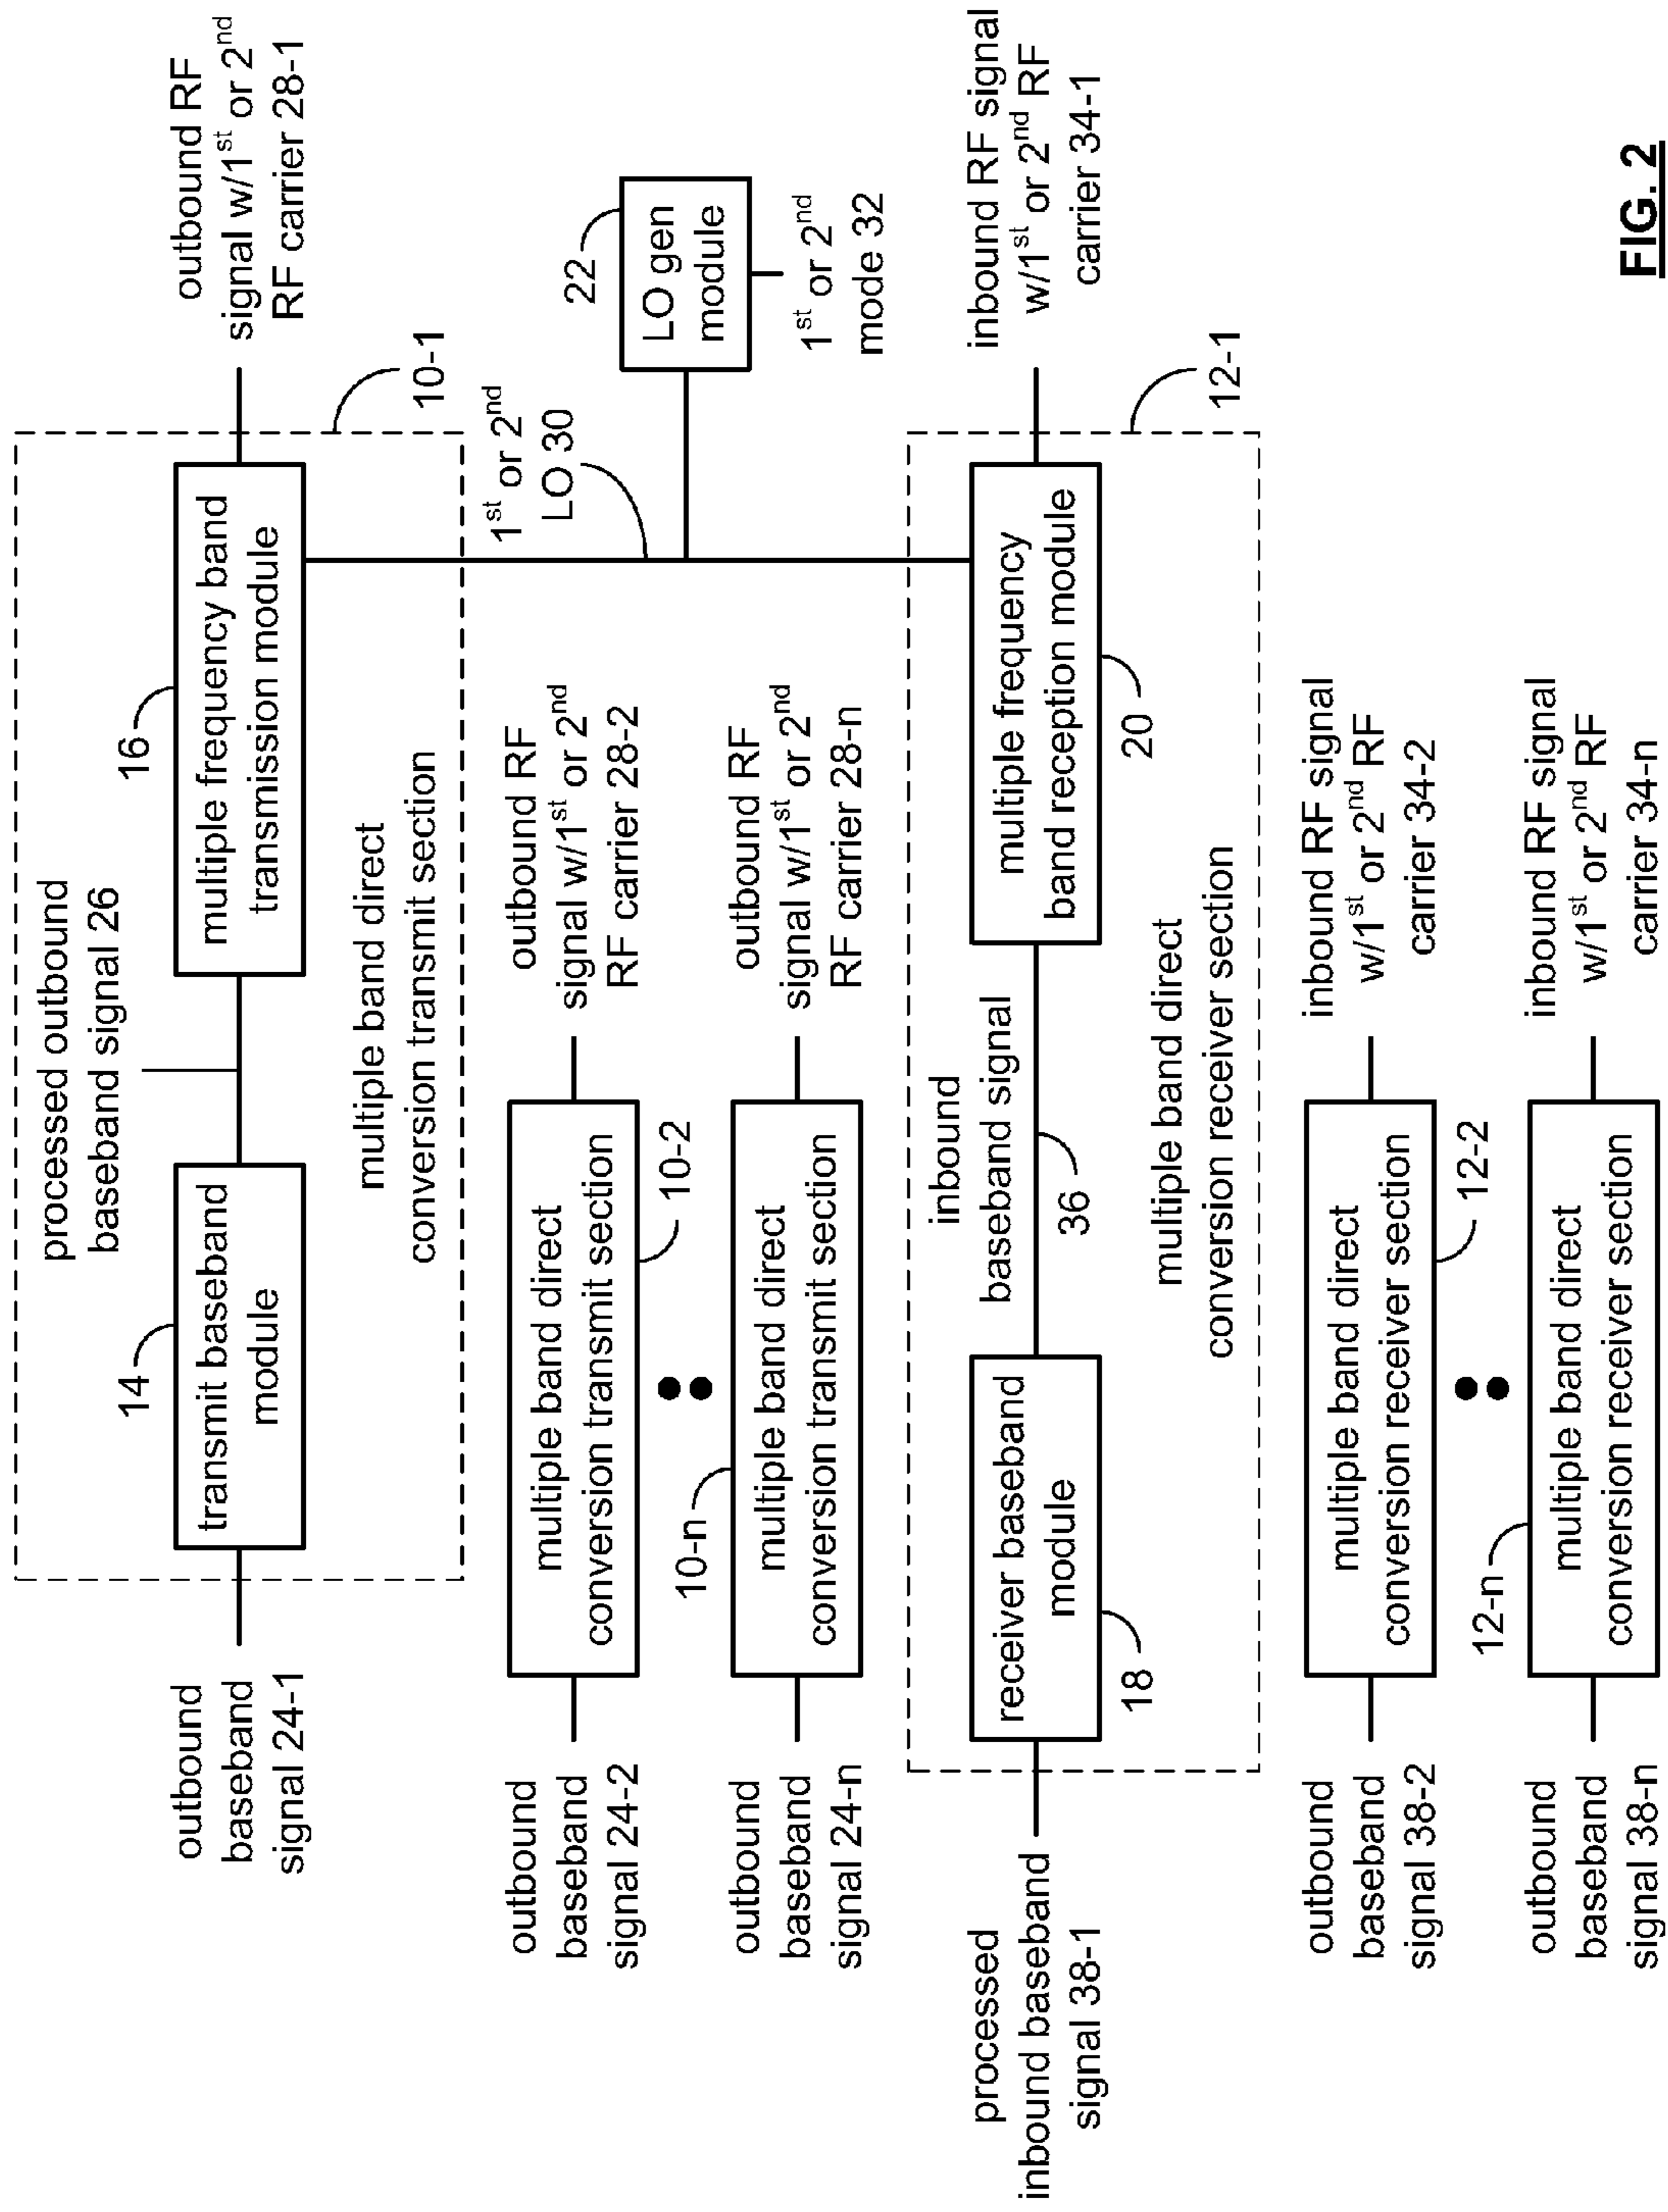 processed outbound
baseband signal 26
outbound
baseband
signal 24-1
14
transmit baseband
module
16
multiple frequency band
transmission module
outbound RF
signal w/1st or 2nd
RF carrier 28-1
multiple band direct
conversion transmit section
10-1
1st or 2nd
LO 30
22
LO gen
module
1st or 2nd
mode 32
outbound
baseband
signal 24-2
multiple band direct
conversion transmit section
10-2
outbound RF
signal w/1st or 2nd
RF carrier 28-2
10-n
outbound
baseband
signal 24-n
multiple band direct
conversion transmit section
outbound RF
signal w/1st or 2nd
RF carrier 28-n
processed
inbound baseband
signal 38-1
receiver baseband
module
18
inbound
baseband signal
36
multiple frequency
band reception module
20
inbound RF signal
w/1st or 2nd RF
carrier 34-1
multiple band direct
conversion receiver section
12-1
outbound
baseband
signal 38-2
multiple band direct
conversion receiver section
12-2
inbound RF signal
w/1st or 2nd RF
carrier 34-2
12-n
outbound
baseband
signal 38-n
multiple band direct
conversion receiver section
inbound RF signal
w/1st or 2nd RF
carrier 34-n
FIG. 2